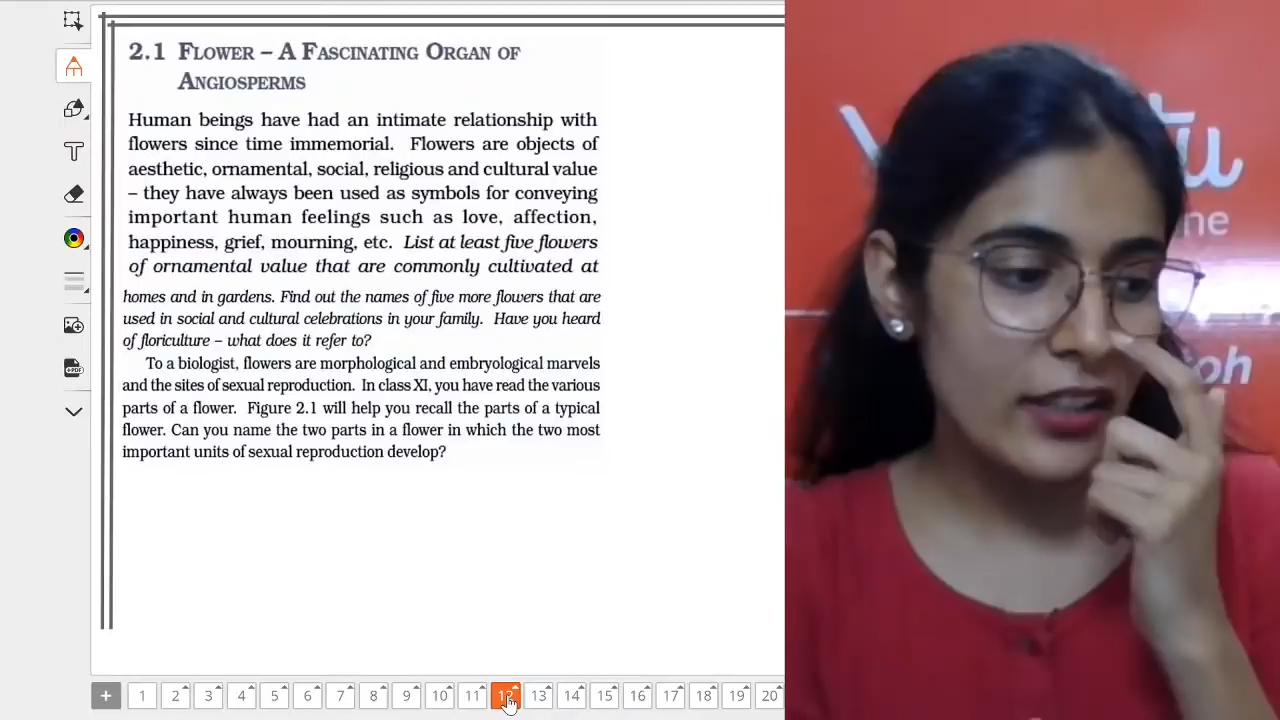 2.1 FLOWER – A FASCINATING ORGAN OF
ANGIOSPERMS
Human beings have had an intimate relationship with
flowers since time immemorial. Flowers are objects of
aesthetic, ornamental, social, religious and cultural value
– they have always been used as symbols for conveying
important human feelings such as love, affection,
happiness, grief, mourning, etc. List at least five flowers
of ornamental value that are commonly cultivated at
homes and in gardens. Find out the names of five more flowers that are
used in social and cultural celebrations in your family. Have you heard
of floriculture – what does it refer to?
To a biologist, flowers are morphological and embryological marvels
and the sites of sexual reproduction. In class XI, you have read the various
parts of a flower. Figure 2.1 will help you recall the parts of a typical
flower. Can you name the two parts in a flower in which the two most
important units of sexual reproduction develop?
+ 1 2 3 4 5 6 7 8 9 10 11 12 13 14 15 16 17 18 19 20
T
PDF